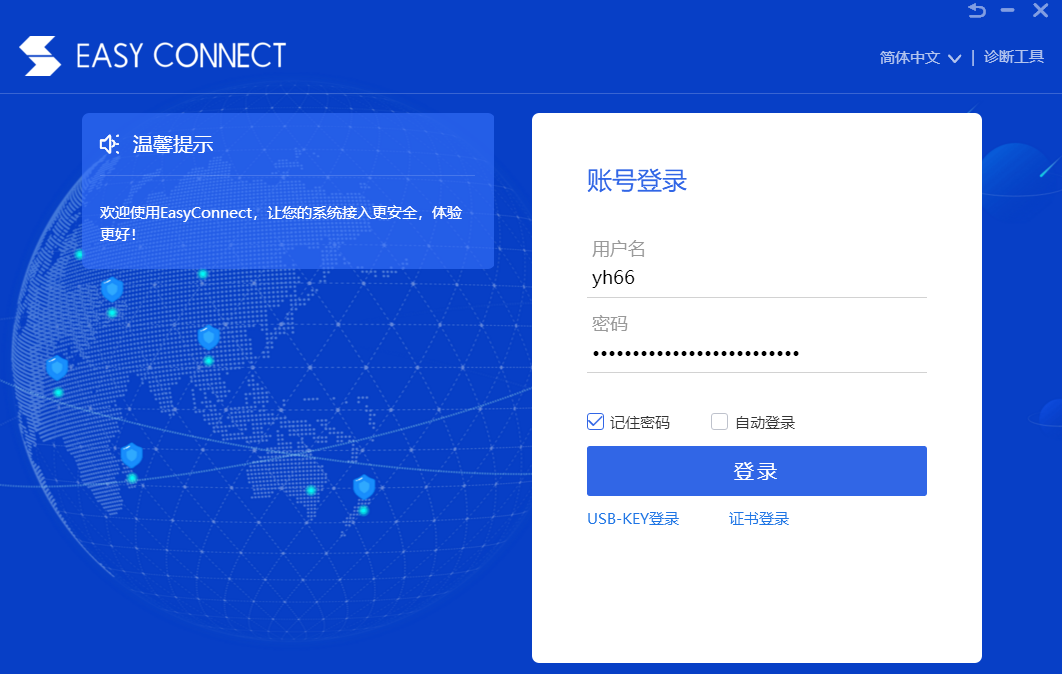 EASY CONNECT
简体中文 | 诊断工具
温馨提示
欢迎使用EasyConnect，让您的系统接入更安全，体验
更好！
账号登录
用户名
yh66
密码
••••••••••••••••••••••••••
记住密码
自动登录
登录
USB-KEY登录
证书登录